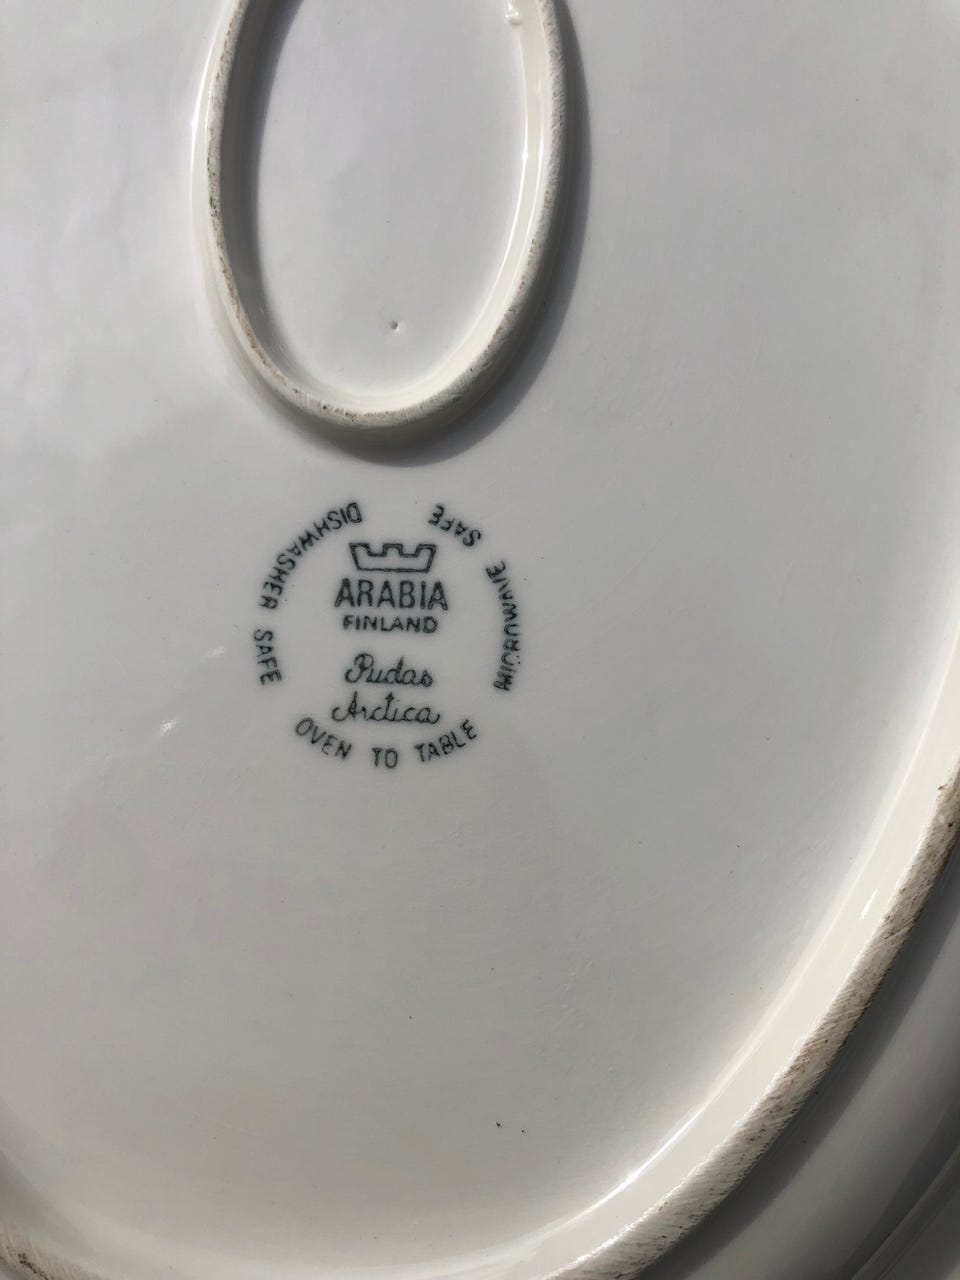 DISHWASHER SAFE
MICROWAVE SAFE
ARABIA
FINLAND
Pudas
Arctica
OVEN TO TABLE